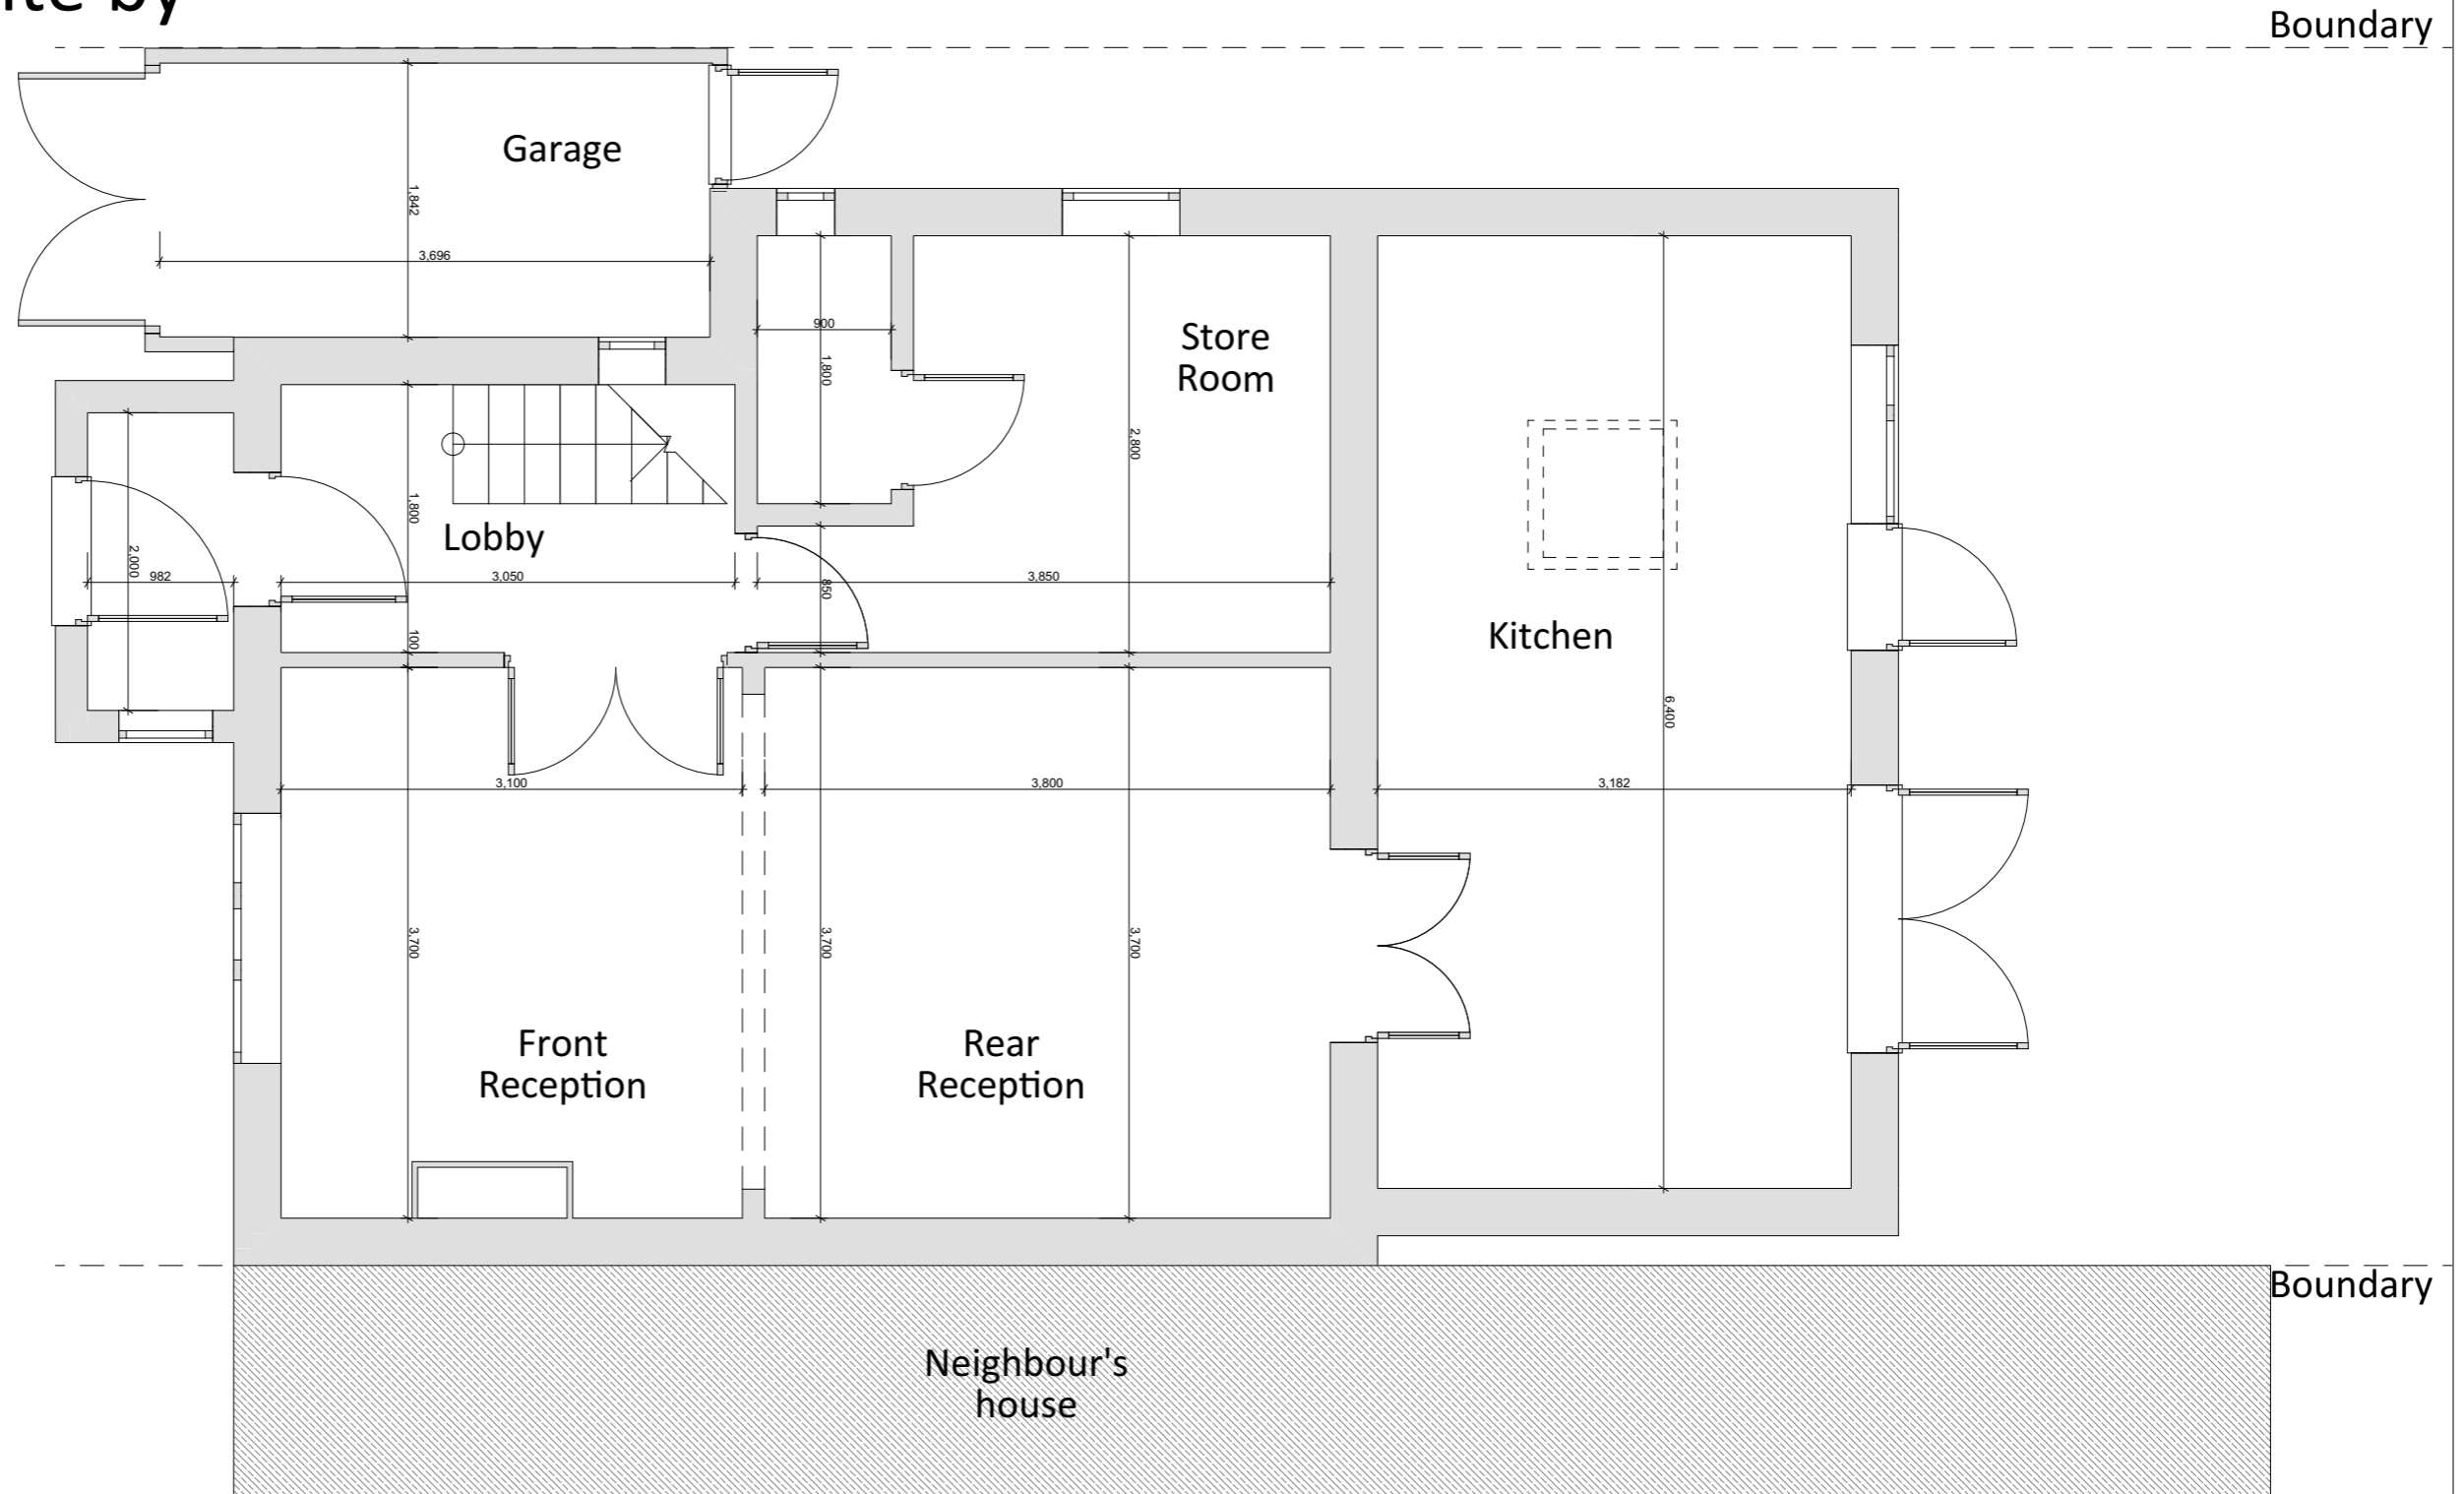 Boundary
Garage
1,842
3,696
900
1,800
Store
Room
2,800
1,800
Lobby
2,000
982
3,050
850
3,850
100
Kitchen
6,400
3,100
3,800
3,182
3,700
3,700
3,700
Front
Reception
Rear
Reception
Boundary
Neighbour's
house